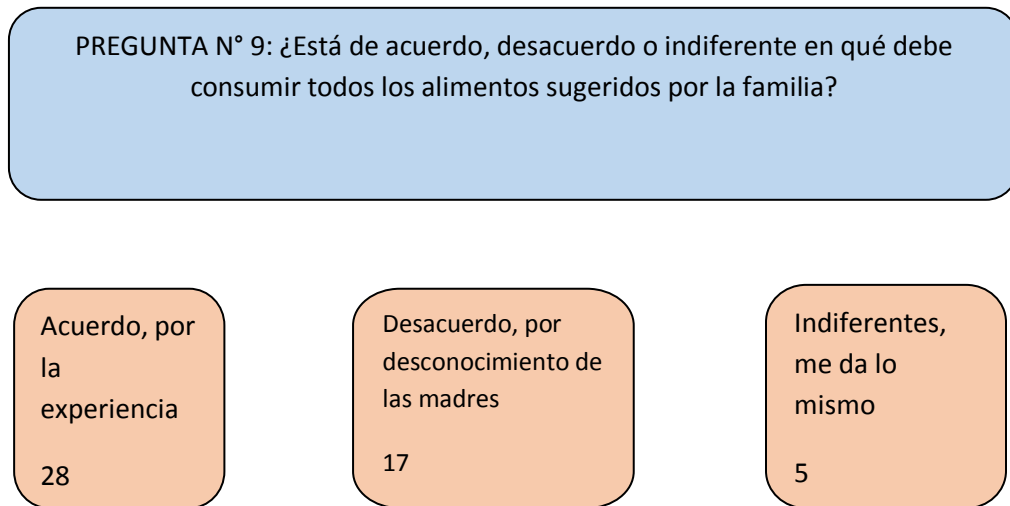 PREGUNTA N° 9: ¿Está de acuerdo, desacuerdo o indiferente en qué debe
consumir todos los alimentos sugeridos por la familia?
Acuerdo, por
la
experiencia
28
Desacuerdo, por
desconocimiento de
las madres
17
Indiferentes,
me da lo
mismo
5